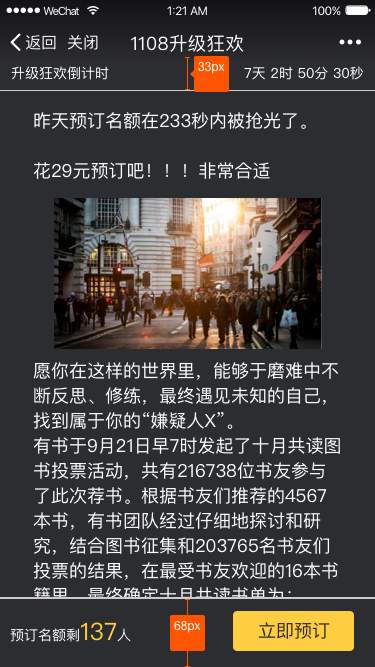 WeChat 1:21 AM 100%
返回 关闭 1108升级狂欢
升级狂欢倒计时 33px 7天 2时 50分 30秒
昨天预订名额在233秒内被抢光了。
花29元预订吧！！！非常合适
愿你在这样的世界里，能够于磨难中不
断反思、修练，最终遇见未知的自己，
找到属于你的“嫌疑人X”。
有书于9月21日早7时发起了十月共读图
书投票活动，共有216738位书友参与
了此次荐书。根据书友们推荐的4567
本书，有书团队经过仔细地探讨和研
究，结合图书征集和203765名书友们
投票的结果，在最受书友欢迎的16本书
籍里，最终确定十月共读书单为：
预订名额剩137人 68px 立即预订